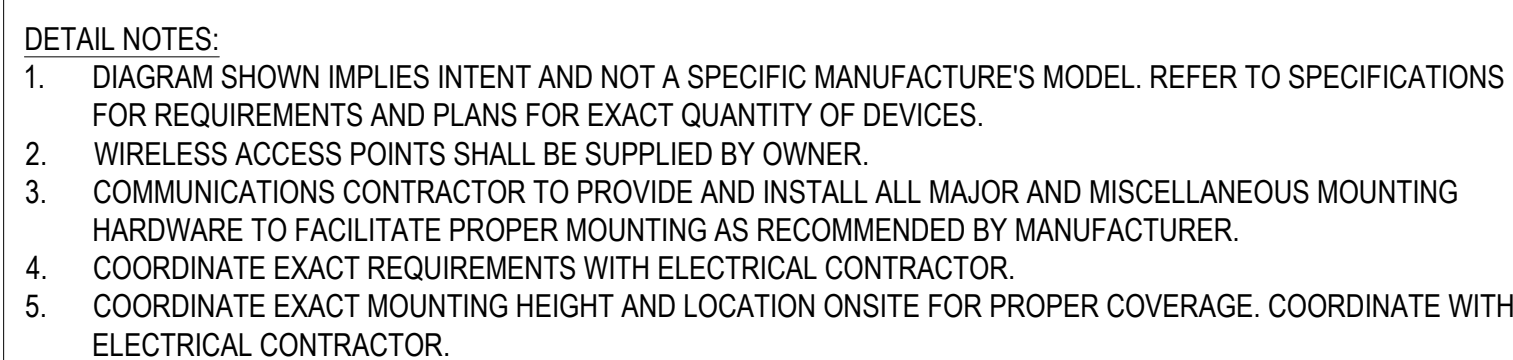 DETAIL NOTES:
1. DIAGRAM SHOWN IMPLIES INTENT AND NOT A SPECIFIC MANUFACTURE'S MODEL. REFER TO SPECIFICATIONS
FOR REQUIREMENTS AND PLANS FOR EXACT QUANTITY OF DEVICES.
2. WIRELESS ACCESS POINTS SHALL BE SUPPLIED BY OWNER.
3. COMMUNICATIONS CONTRACTOR TO PROVIDE AND INSTALL ALL MAJOR AND MISCELLANEOUS MOUNTING
HARDWARE TO FACILITATE PROPER MOUNTING AS RECOMMENDED BY MANUFACTURER.
4. COORDINATE EXACT REQUIREMENTS WITH ELECTRICAL CONTRACTOR.
5. COORDINATE EXACT MOUNTING HEIGHT AND LOCATION ONSITE FOR PROPER COVERAGE. COORDINATE WITH
ELECTRICAL CONTRACTOR.